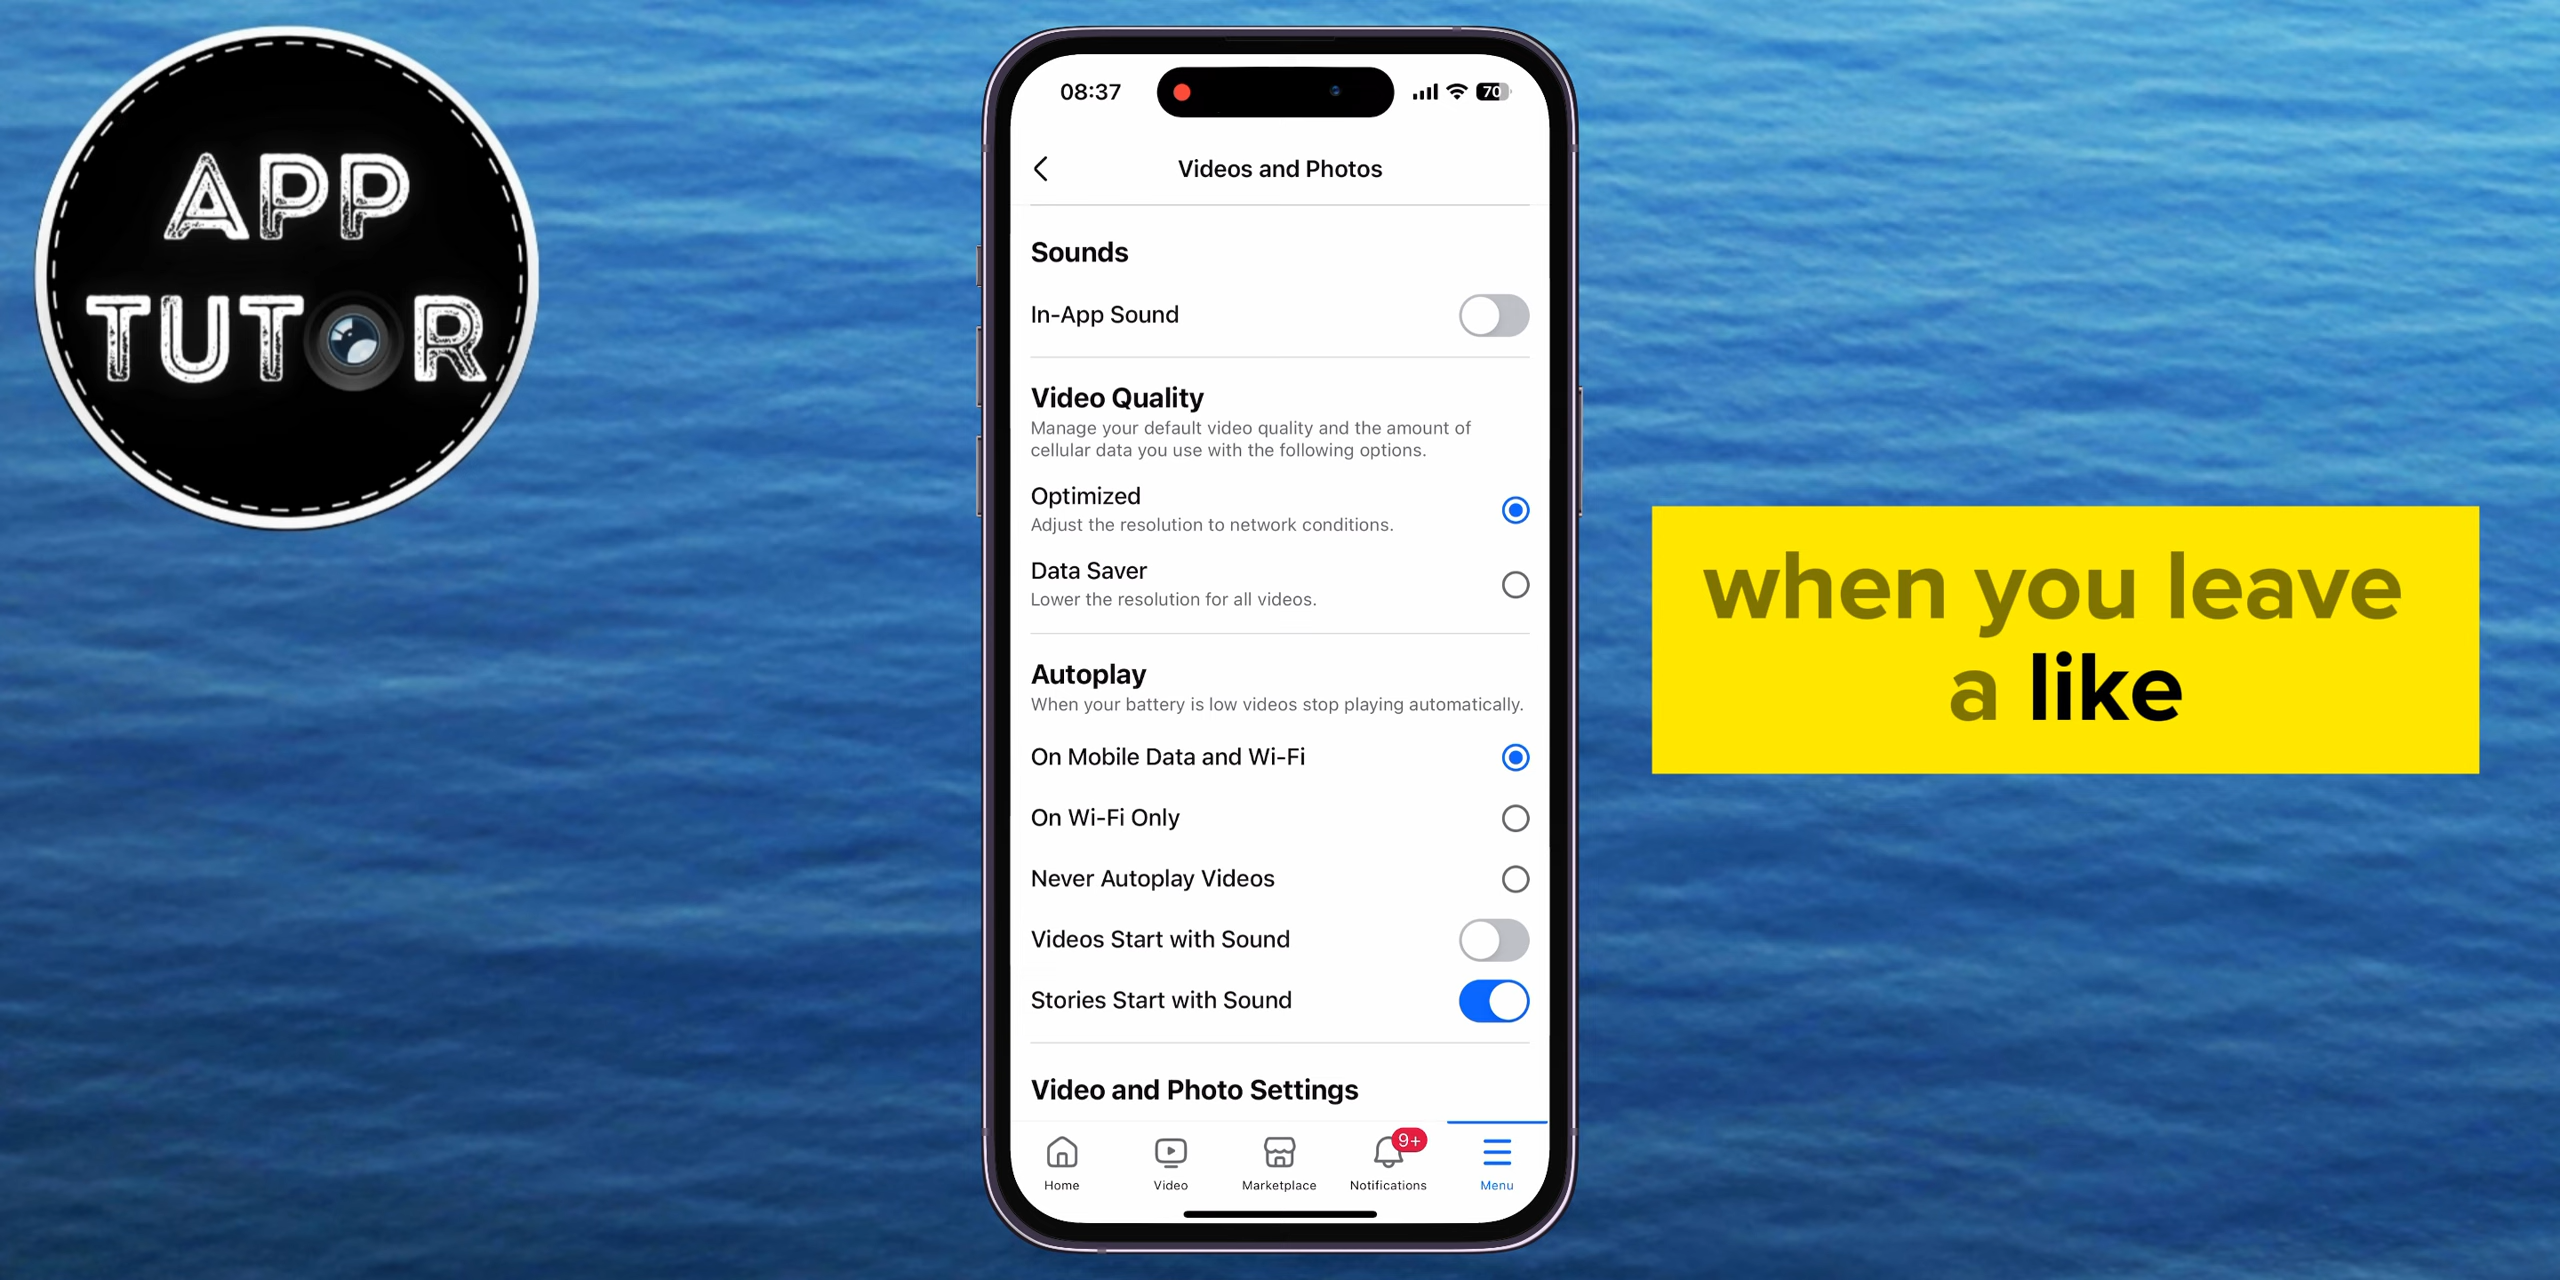 APP
TUTOR
08:37
70
Videos and Photos
Sounds
In-App Sound
Video Quality
Manage your default video quality and the amount of
cellular data you use with the following options.
Optimized
Adjust the resolution to network conditions.
Data Saver
Lower the resolution for all videos.
Autoplay
When your battery is low videos stop playing automatically.
On Mobile Data and Wi-Fi
On Wi-Fi Only
Never Autoplay Videos
Videos Start with Sound
Stories Start with Sound
Video and Photo Settings
9+
Home
Video
Marketplace
Notifications
Menu
when you leave
a like